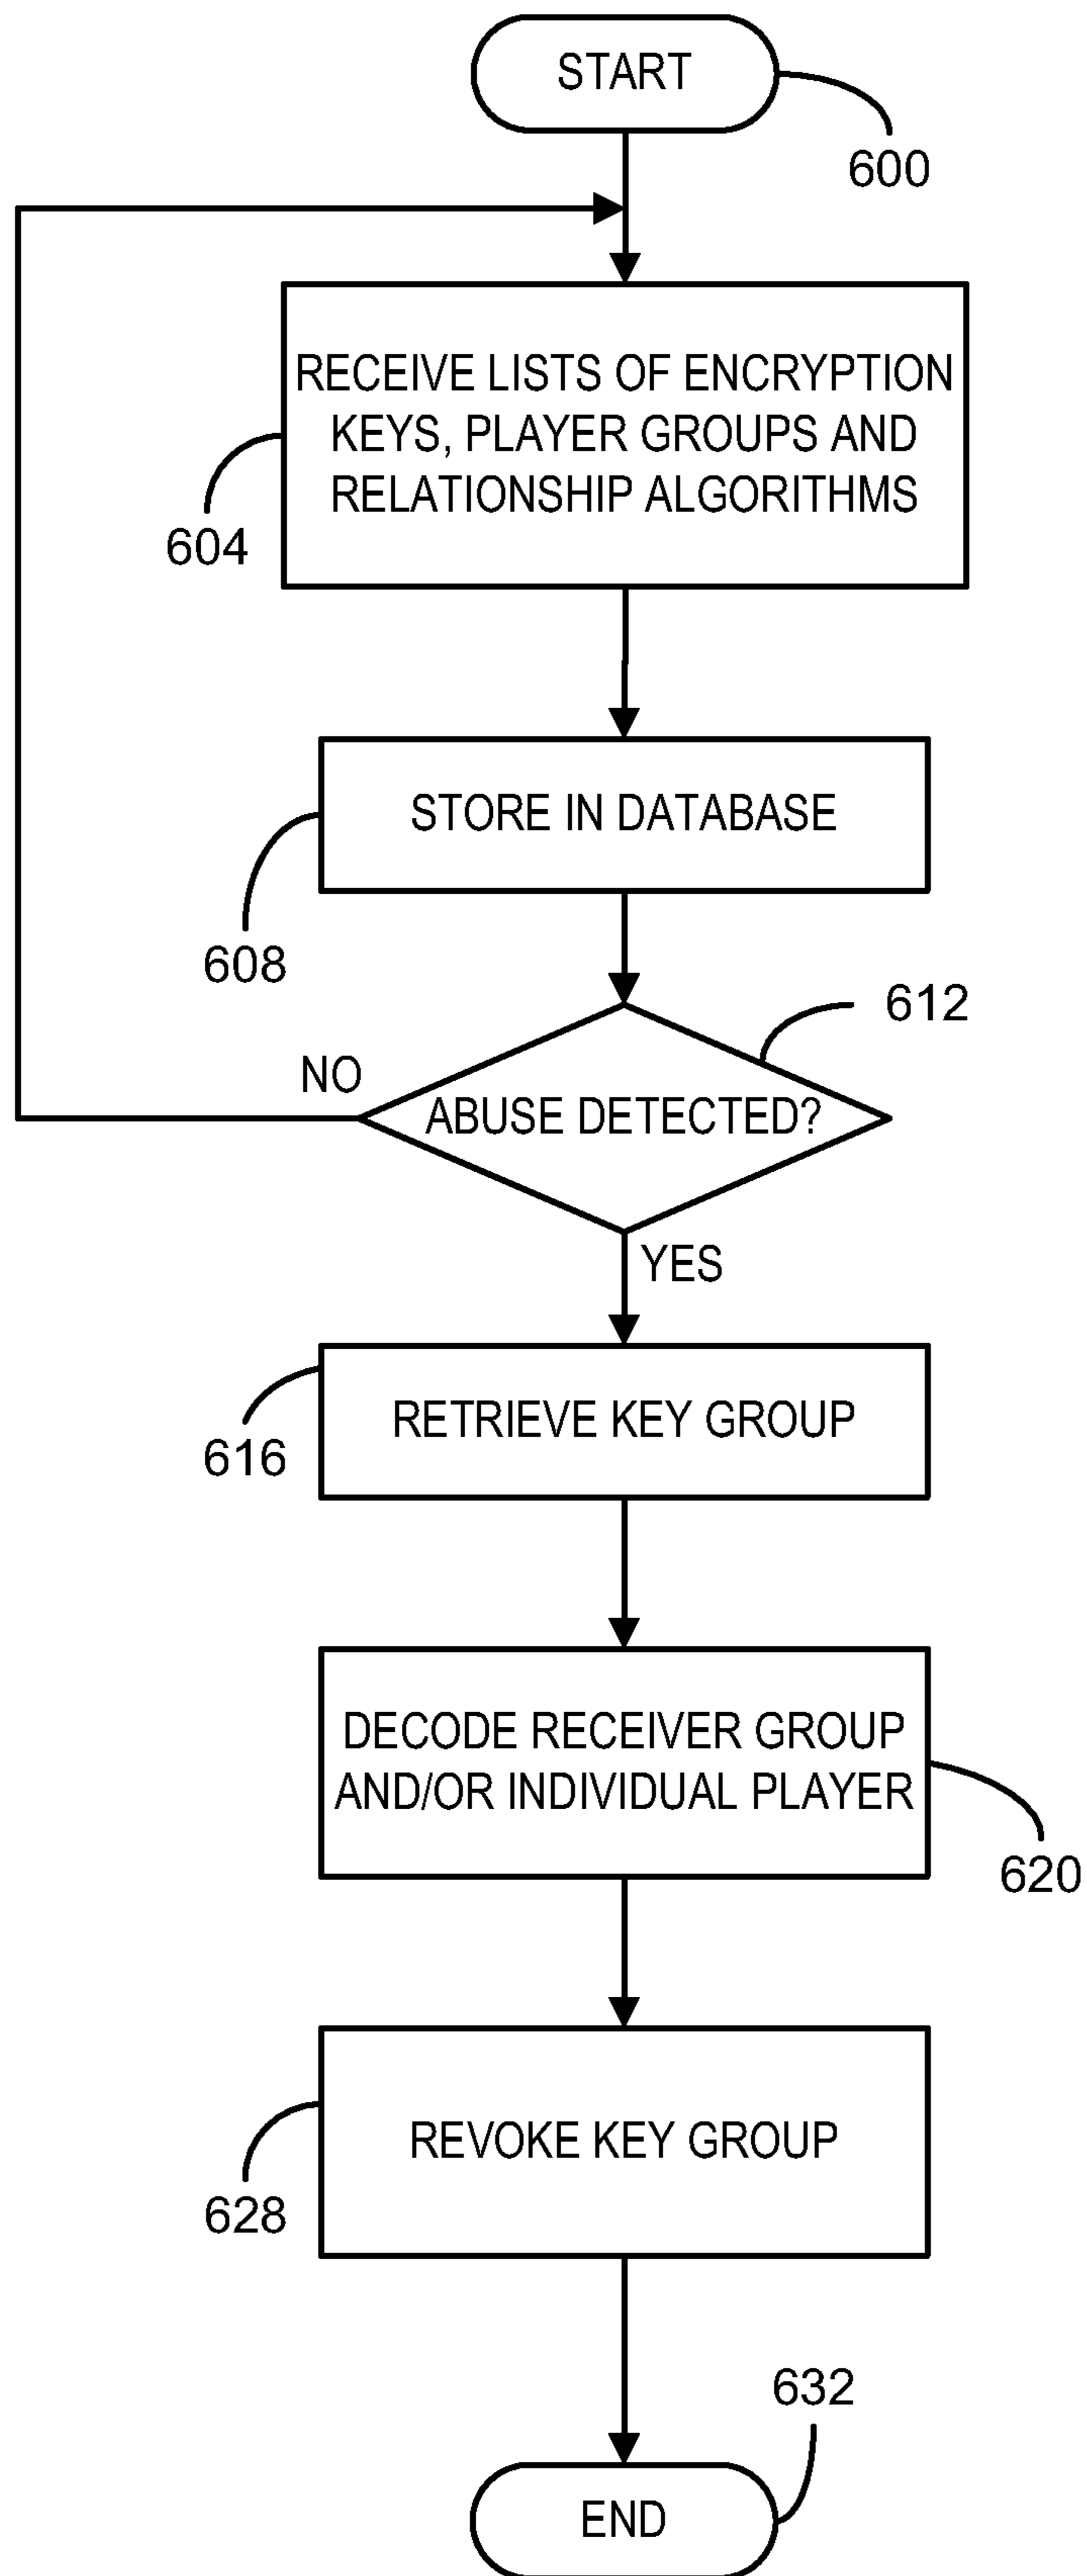 START
600
RECEIVE LISTS OF ENCRYPTION
KEYS, PLAYER GROUPS AND
RELATIONSHIP ALGORITHMS
604
STORE IN DATABASE
608
612
NO
ABUSE DETECTED?
YES
RETRIEVE KEY GROUP
616
DECODE RECEIVER GROUP
AND/OR INDIVIDUAL PLAYER
620
REVOKE KEY GROUP
628
632
END